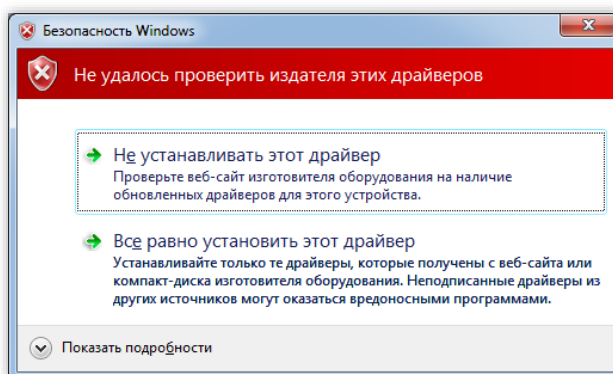 Безопасность Windows
Не удалось проверить издателя этих драйверов
Не устанавливать этот драйвер
Проверьте веб-сайт изготовителя оборудования на наличие
обновленных драйверов для этого устройства.
Все равно установить этот драйвер
Устанавливайте только те драйверы, которые получены с веб-сайта или
компакт-диска изготовителя оборудования. Неподписанные драйверы из
других источников могут оказаться вредоносными программами.
Показать подробности